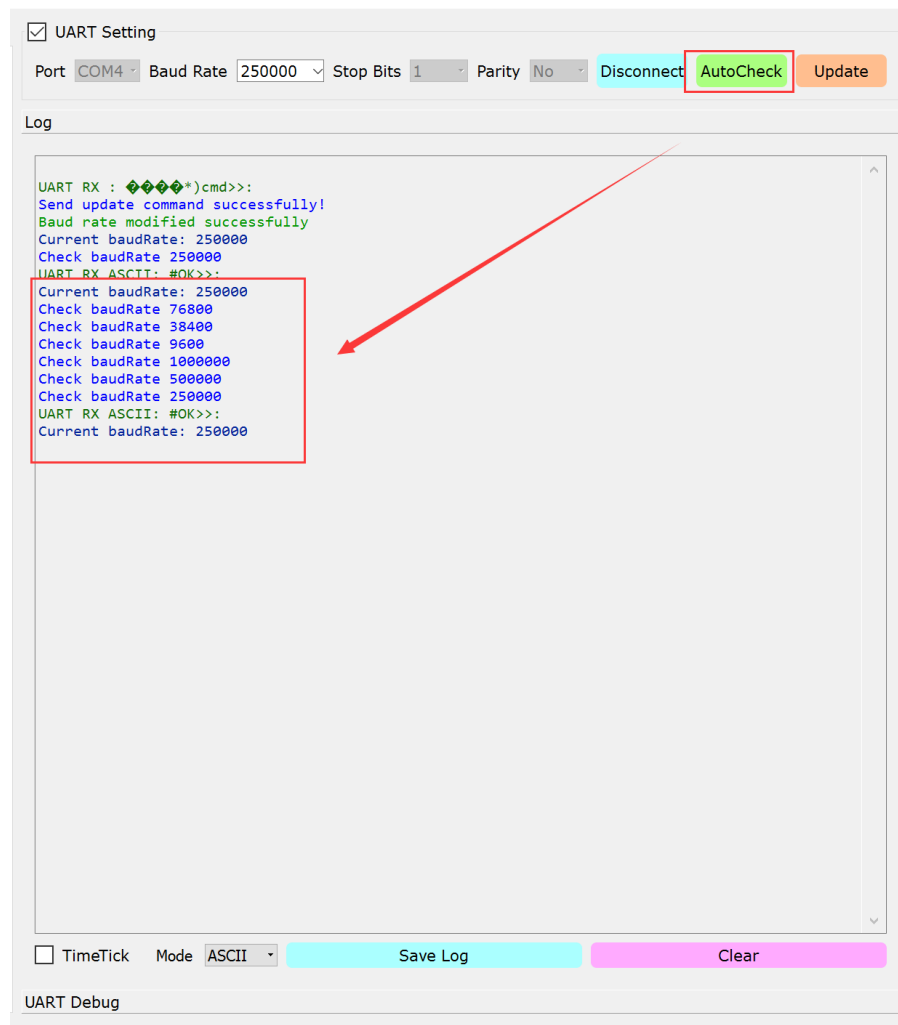 UART Setting
Port COM4 Baud Rate 250000 Stop Bits 1 Parity No Disconnect AutoCheck Update
Log
UART RX : ����*)cmd>>:
Send update command successfully!
Baud rate modified successfully
Current baudRate: 250000
Check baudRate 250000
UART RX ASCII: #OK>>:
Current baudRate: 250000
Check baudRate 76800
Check baudRate 38400
Check baudRate 9600
Check baudRate 1000000
Check baudRate 500000
Check baudRate 250000
UART RX ASCII: #OK>>:
Current baudRate: 250000
TimeTick Mode ASCII Save Log Clear
UART Debug